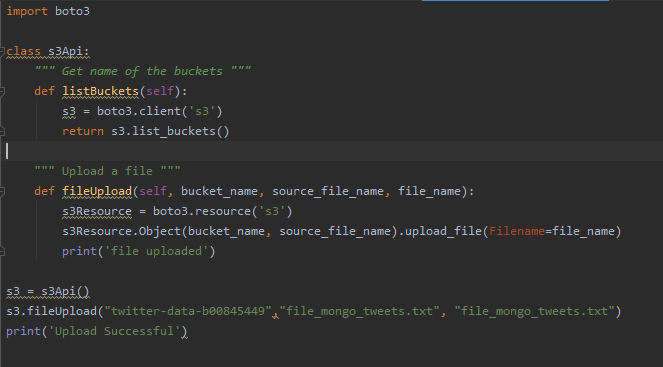 import boto3
class s3Api:
""" Get name of the buckets """
def listBuckets(self):
s3 = boto3.client('s3')
return s3.list_buckets()
""" Upload a file """
def fileUpload(self, bucket_name, source_file_name, file_name):
s3Resource = boto3.resource('s3')
s3Resource.Object(bucket_name, source_file_name).upload_file(Filename=file_name)
print('file uploaded')
s3 = s3Api()
s3.fileUpload("twitter-data-b00845449","file_mongo_tweets.txt", "file_mongo_tweets.txt")
print('Upload Successful')